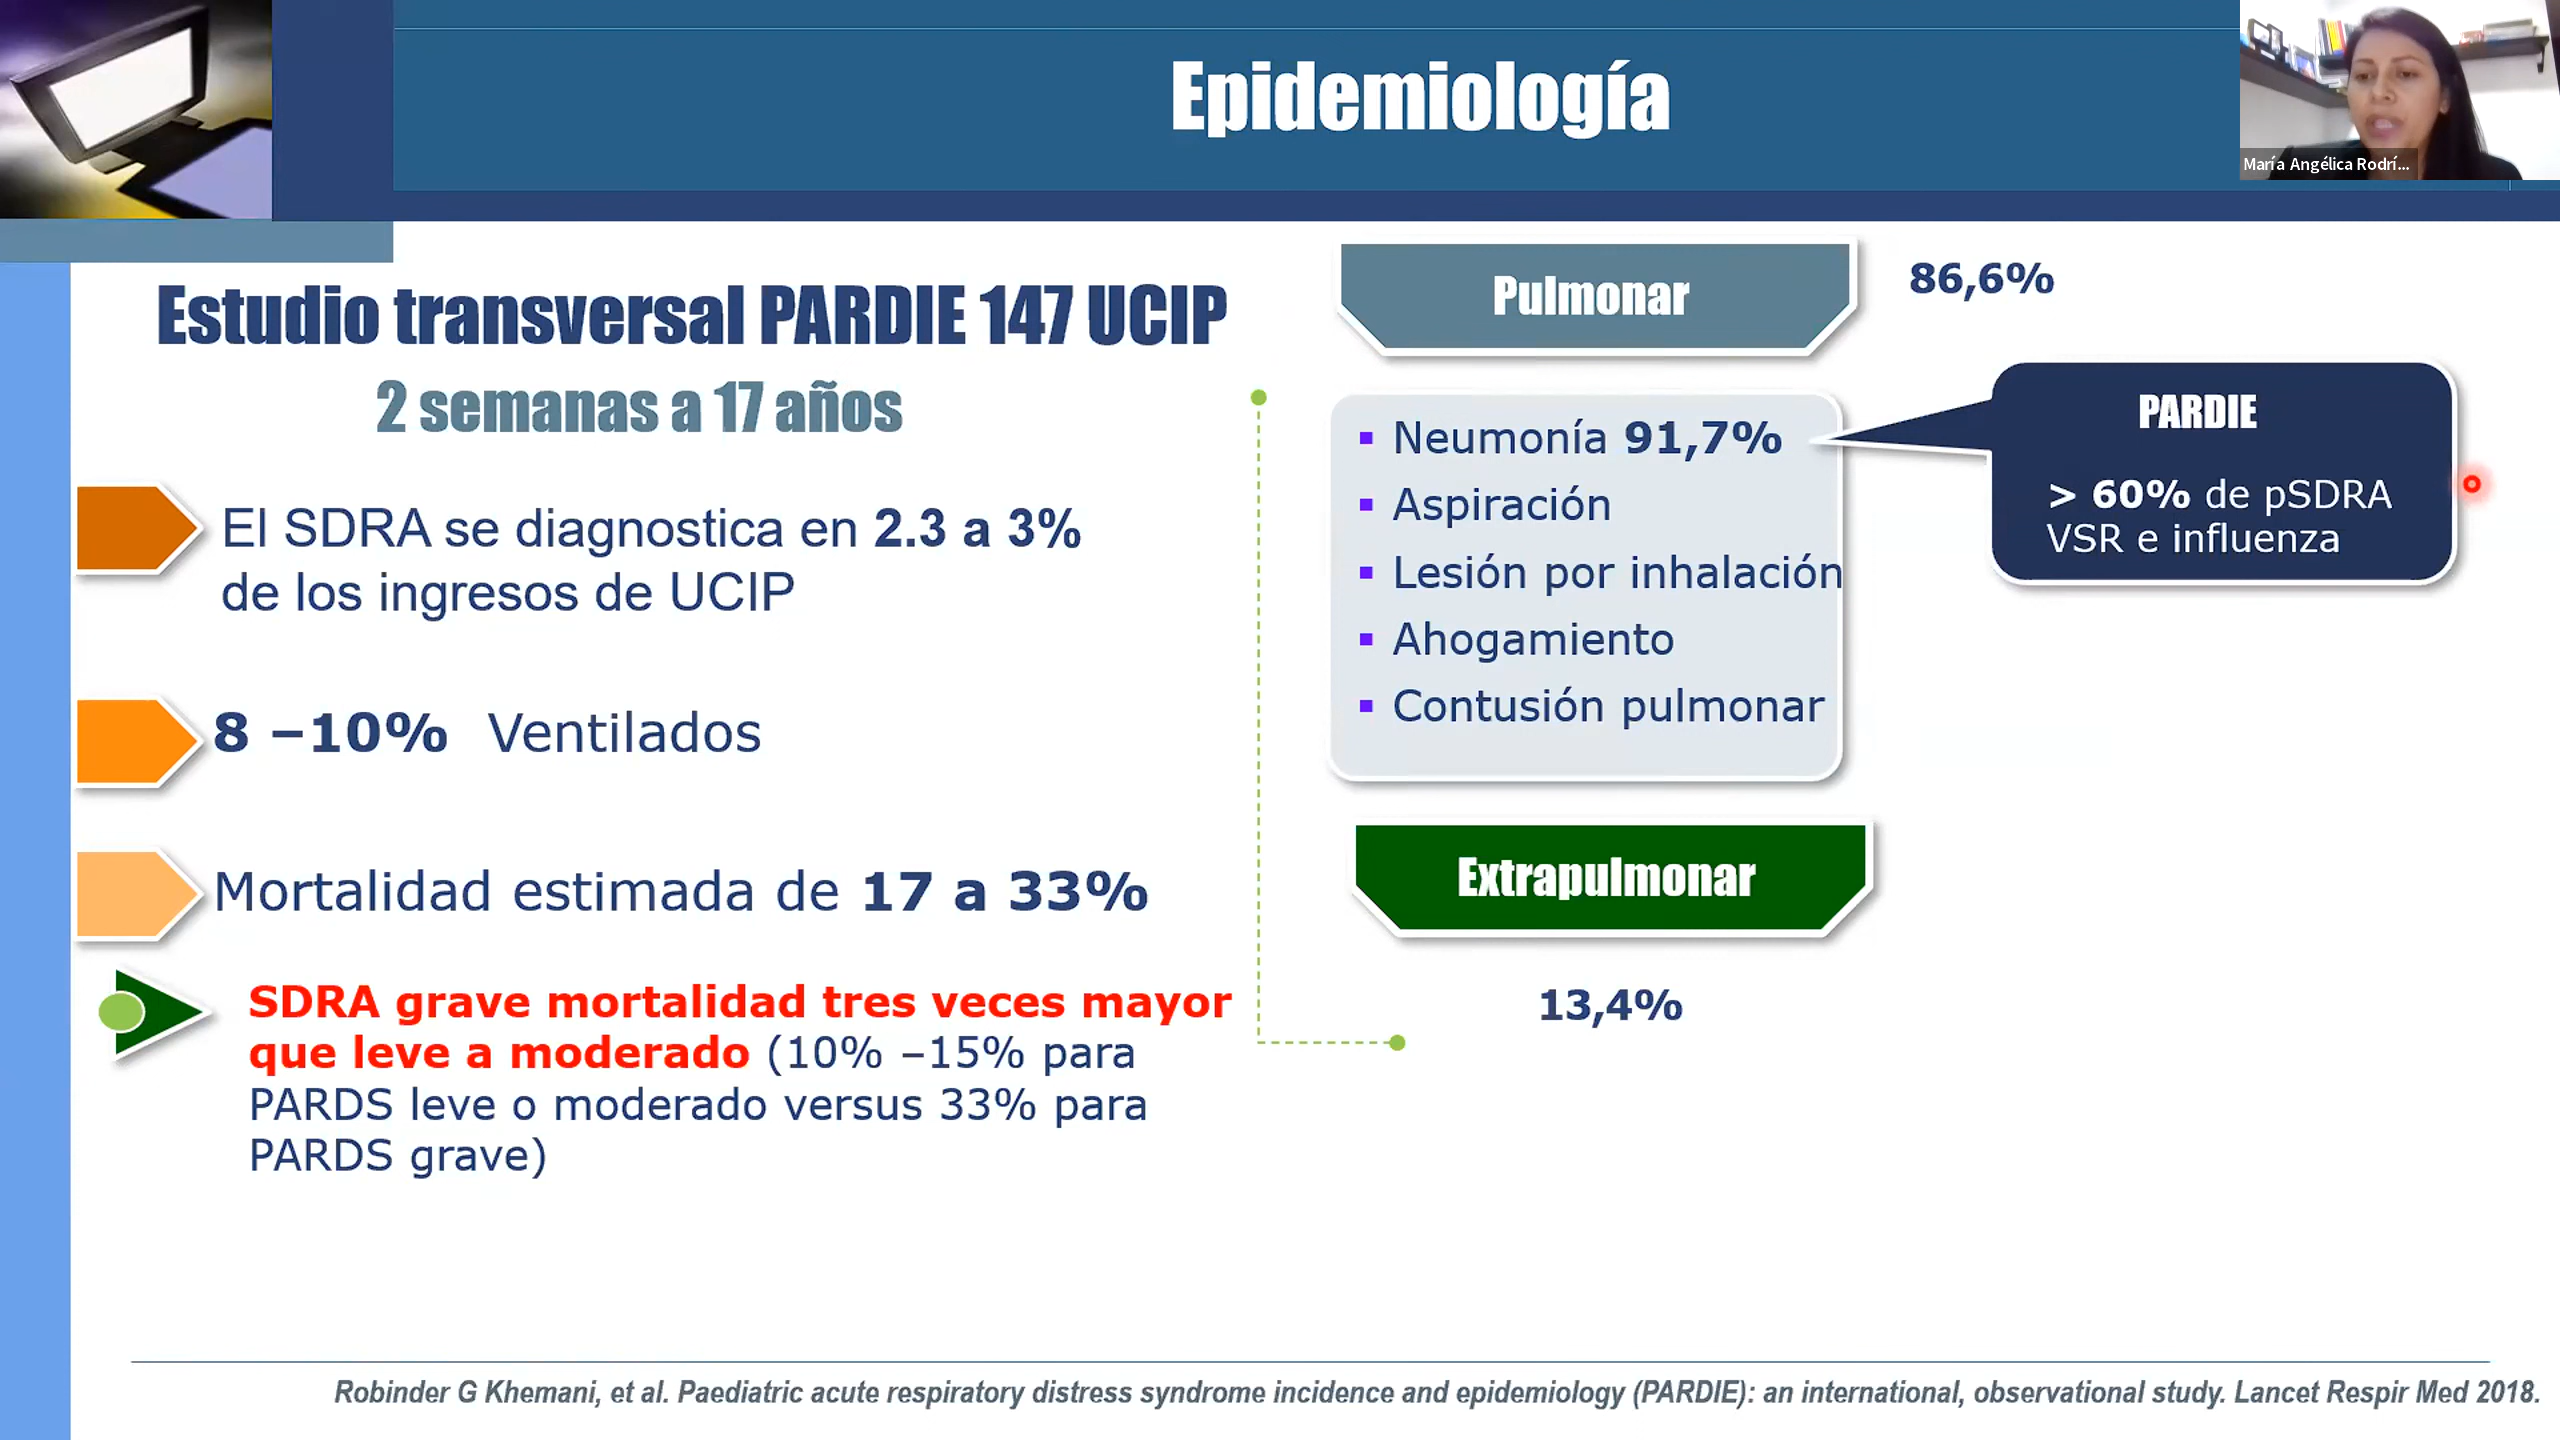 Epidemiología
María Angélica Rodrí...
Estudio transversal PARDIE 147 UCIP
2 semanas a 17 años
El SDRA se diagnostica en 2.3 a 3%
de los ingresos de UCIP
8 –10% Ventilados
Mortalidad estimada de 17 a 33%
SDRA grave mortalidad tres veces mayor
que leve a moderado (10% –15% para
PARDS leve o moderado versus 33% para
PARDS grave)
Pulmonar
86,6%
Neumonía 91,7%
Aspiración
Lesión por inhalación
Ahogamiento
Contusión pulmonar
PARDIE
> 60% de pSDRA
VSR e influenza
Extrapulmonar
13,4%
Robinder G Khemani, et al. Paediatric acute respiratory distress syndrome incidence and epidemiology (PARDIE): an international, observational study. Lancet Respir Med 2018.